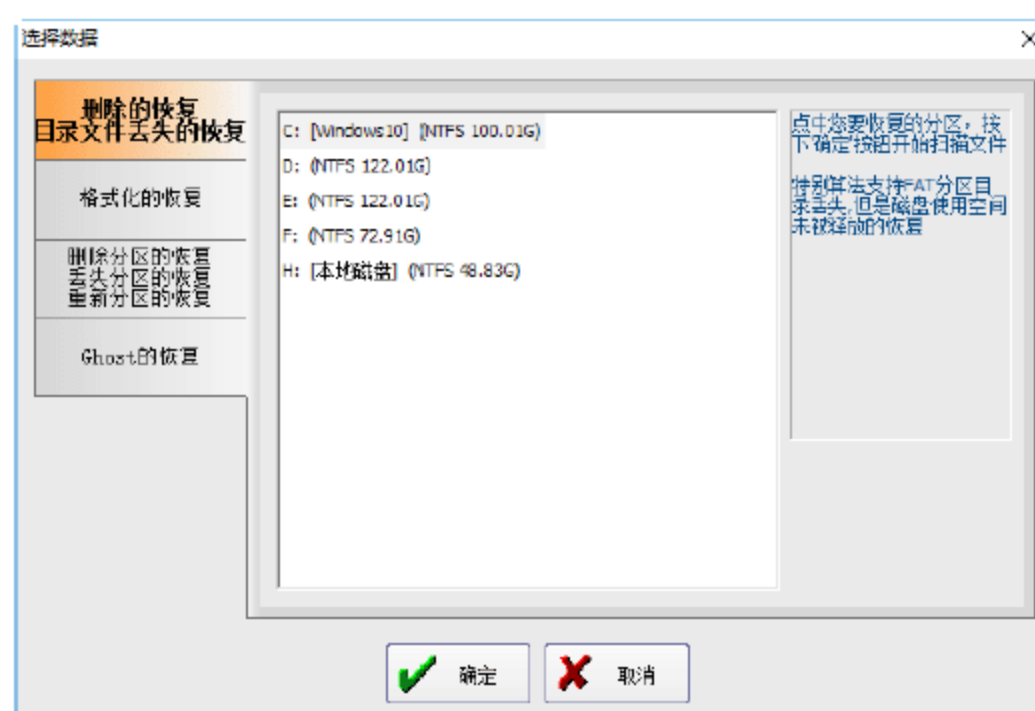 选择数据
删除的恢复
目录文件丢失的恢复
格式化的恢复
删除分区的恢复
丢失分区的恢复
重新分区的恢复
Ghost的恢复
C: [Windows10] (NTFS 100.01G)
D: (NTFS 122.01G)
E: (NTFS 122.01G)
F: (NTFS 72.91G)
H: [本地磁盘] (NTFS 48.83G)
点中您要恢复的分区，按
下'确定'按钮开始扫描文件
特别算法支持FAT分区目
录丢失,但是磁盘使用空间
未被释放的恢复
确定
取消